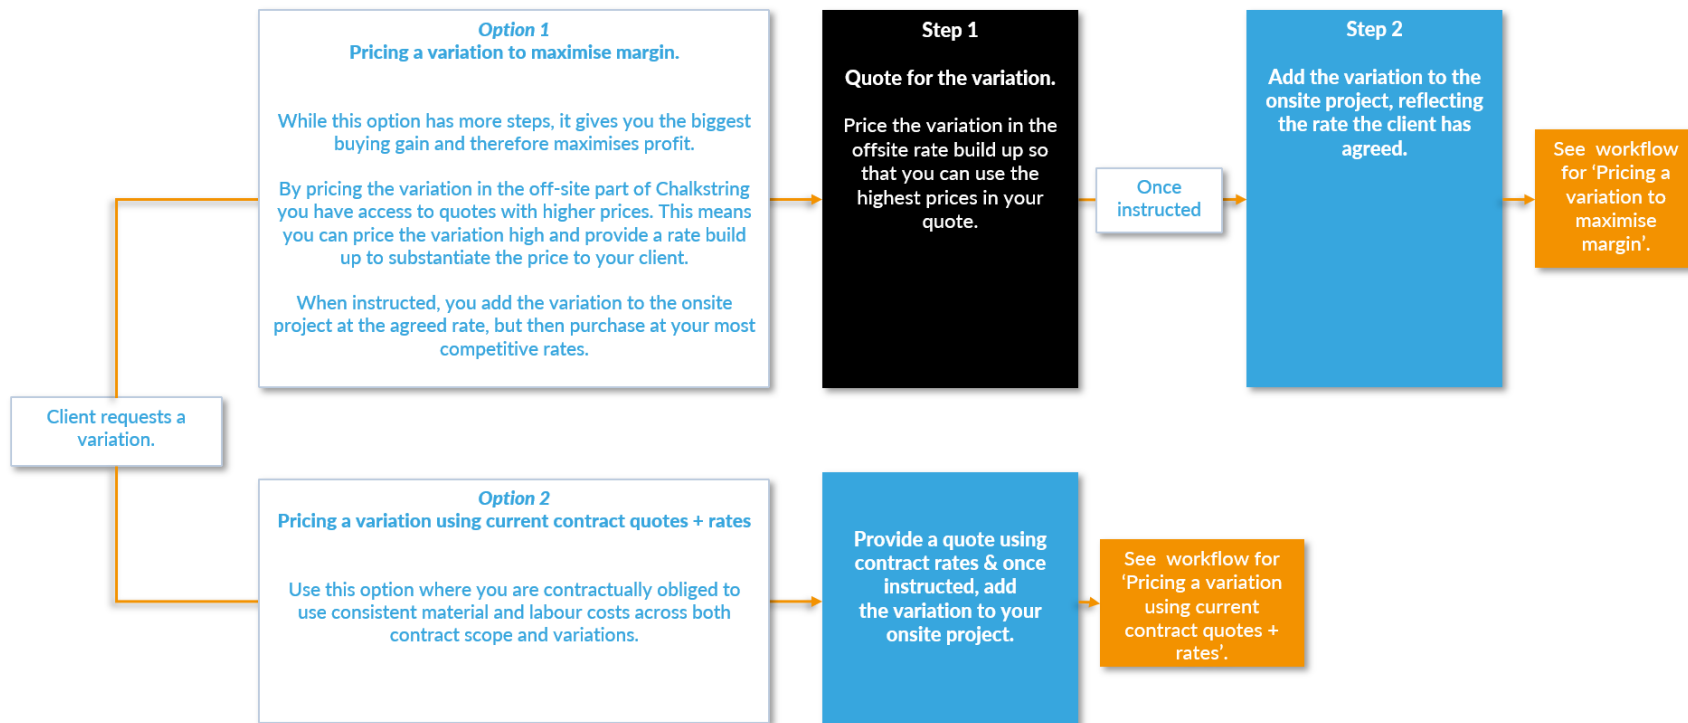 Client requests a
variation.
Option 1
Pricing a variation to maximise margin.
While this option has more steps, it gives you the biggest
buying gain and therefore maximises profit.
By pricing the variation in the off-site part of Chalkstring
you have access to quotes with higher prices. This means
you can price the variation high and provide a rate build
up to substantiate the price to your client.
When instructed, you add the variation to the onsite
project at the agreed rate, but then purchase at your most
competitive rates.
Step 1
Quote for the variation.
Price the variation in the
offsite rate build up so
that you can use the
highest prices in your
quote.
Once
instructed
Step 2
Add the variation to the
onsite project, reflecting
the rate the client has
agreed.
See workflow
for ‘Pricing a
variation to
maximise
margin’.
Option 2
Pricing a variation using current contract quotes + rates
Use this option where you are contractually obliged to
use consistent material and labour costs across both
contract scope and variations.
Provide a quote using
contract rates & once
instructed, add
the variation to your
onsite project.
See workflow for
‘Pricing a variation
using current
contract quotes +
rates’.